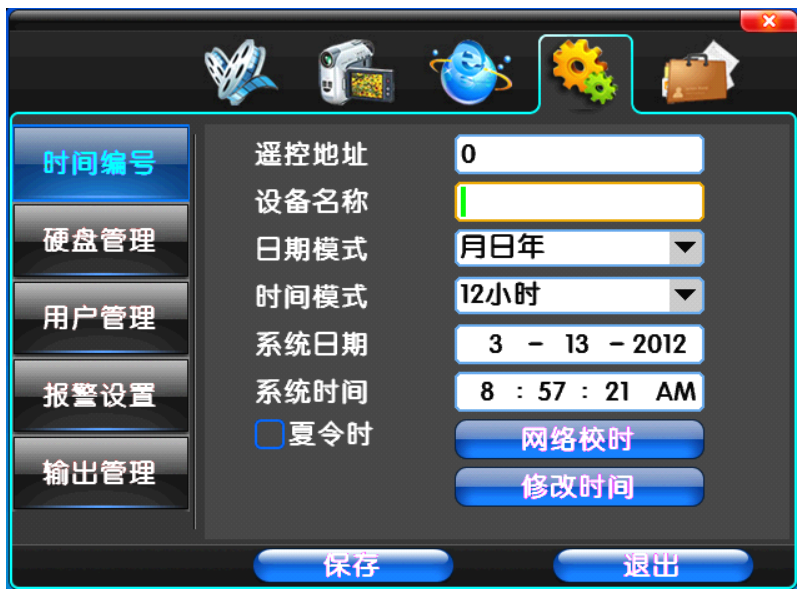 时间编号
硬盘管理
用户管理
报警设置
输出管理
遥控地址 0
设备名称
日期模式 月日年
时间模式 12小时
系统日期 3 - 13 - 2012
系统时间 8 : 57 : 21 AM
夏令时 网络校时
修改时间
保存 退出